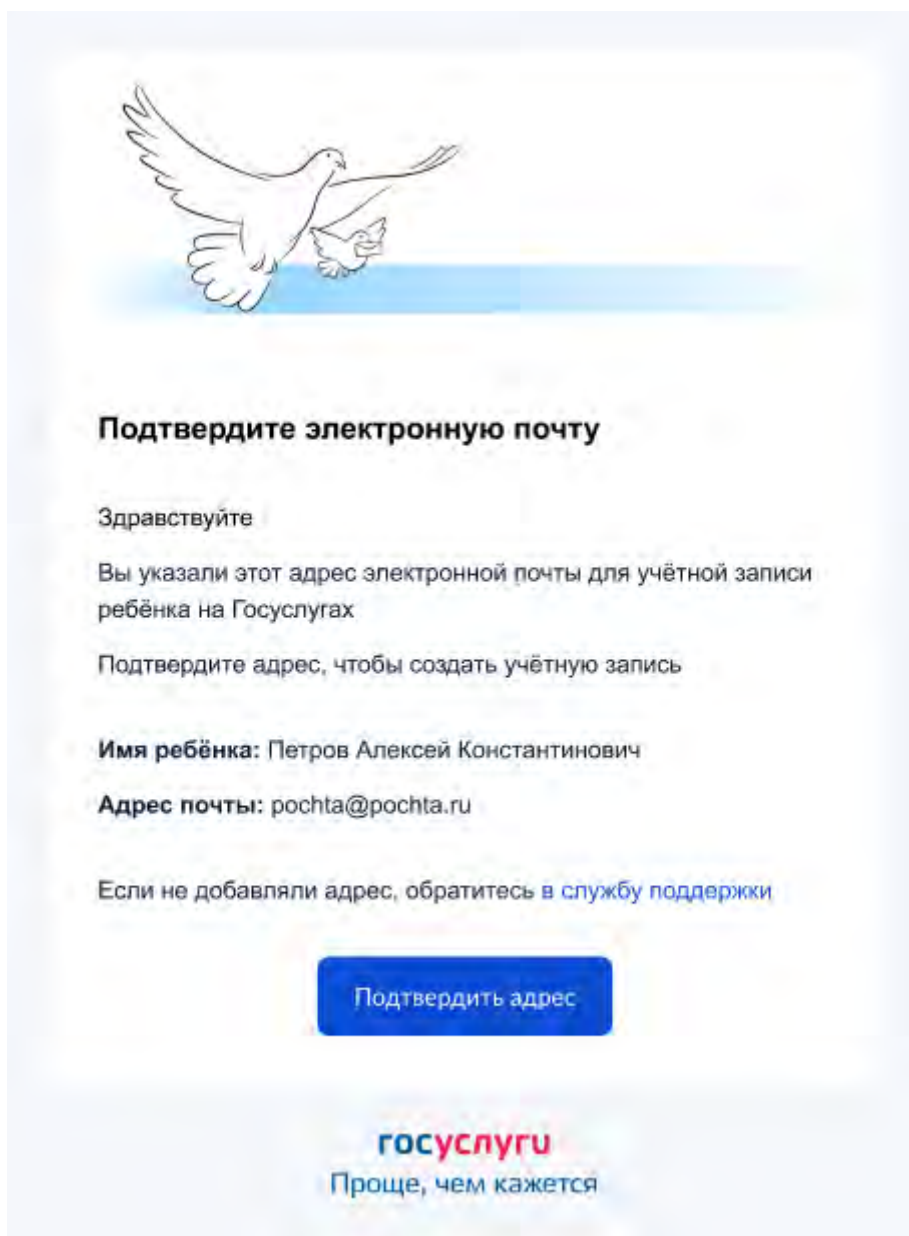 Подтвердите электронную почту
Здравствуйте
Вы указали этот адрес электронной почты для учётной записи
ребёнка на Госуслугах
Подтвердите адрес, чтобы создать учётную запись
Имя ребёнка: Петров Алексей Константинович
Адрес почты: pochta@pochta.ru
Если не добавляли адрес, обратитесь в службу поддержки
Подтвердить адрес
госуслуги
Проще, чем кажется